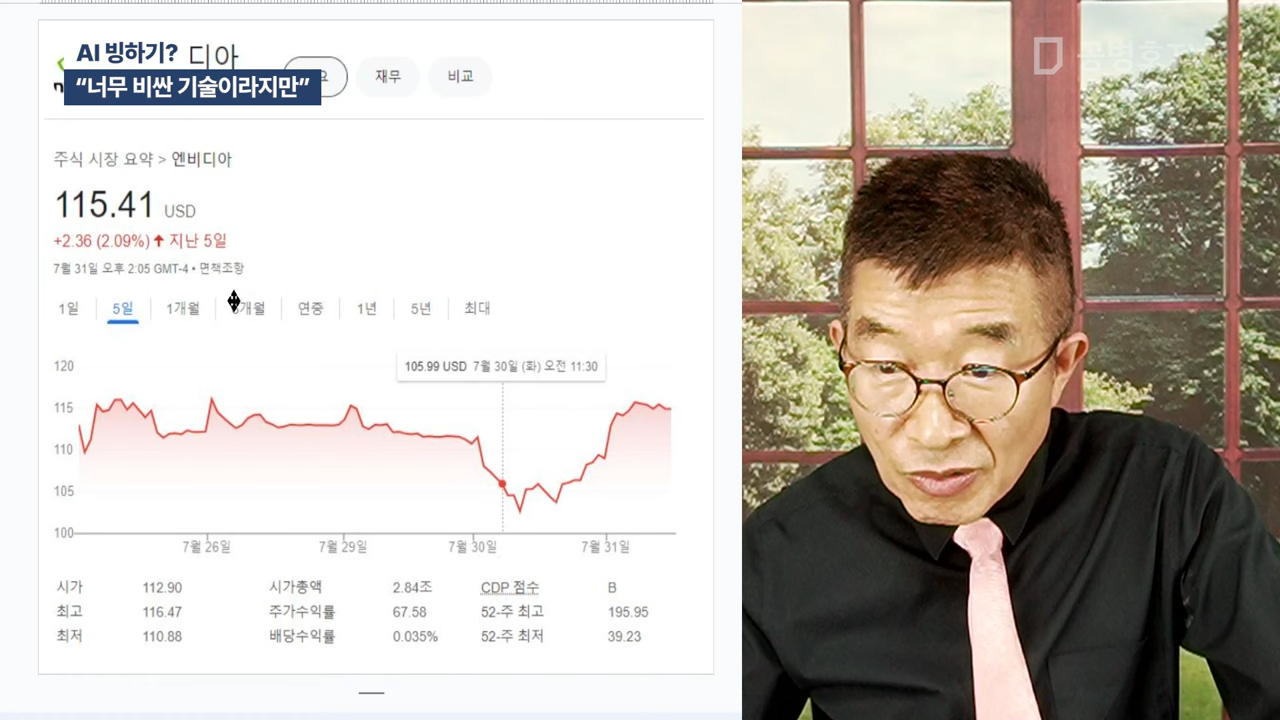 AI 빙하기?
디아
“너무 비싼 기술이라지만”
요
재무
비교
주식 시장 요약 > 엔비디아
115.41 USD
+2.36 (2.09%) ↑ 지난 5일
7월 31일 오후 2:05 GMT-4 • 면책조항
1일
5일
1개월
6개월
연중
1년
5년
최대
105.99 USD 7월 30일 (화) 오전 11:30
120
115
110
105
100
7월 26일
7월 29일
7월 30일
7월 31일
시가 112.90 시가총액 2.84조 CDP 점수 B
최고 116.47 주가수익률 67.58 52-주 최고 195.95
최저 110.88 배당수익률 0.035% 52-주 최저 39.23